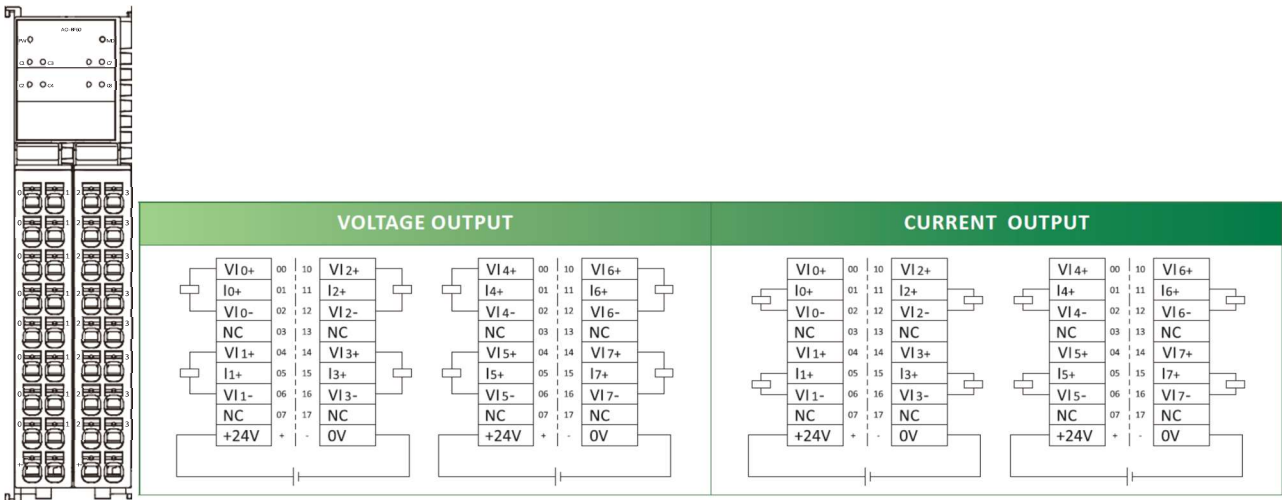 VOLTAGE OUTPUT
CURRENT OUTPUT
VI0+ 00 10 VI2+
I0+ 01 11 I2+
VI0- 02 12 VI2-
NC 03 13 NC
VI1+ 04 14 VI3+
I1+ 05 15 I3+
VI1- 06 16 VI3-
NC 07 17 NC
+24V + - 0V
VI4+ 00 10 VI6+
I4+ 01 11 I6+
VI4- 02 12 VI6-
NC 03 13 NC
VI5+ 04 14 VI7+
I5+ 05 15 I7+
VI5- 06 16 VI7-
NC 07 17 NC
+24V + - 0V
VI0+ 00 10 VI2+
I0+ 01 11 I2+
VI0- 02 12 VI2-
NC 03 13 NC
VI1+ 04 14 VI3+
I1+ 05 15 I3+
VI1- 06 16 VI3-
NC 07 17 NC
+24V + - 0V
VI4+ 00 10 VI6+
I4+ 01 11 I6+
VI4- 02 12 VI6-
NC 03 13 NC
VI5+ 04 14 VI7+
I5+ 05 15 I7+
VI5- 06 16 VI7-
NC 07 17 NC
+24V + - 0V